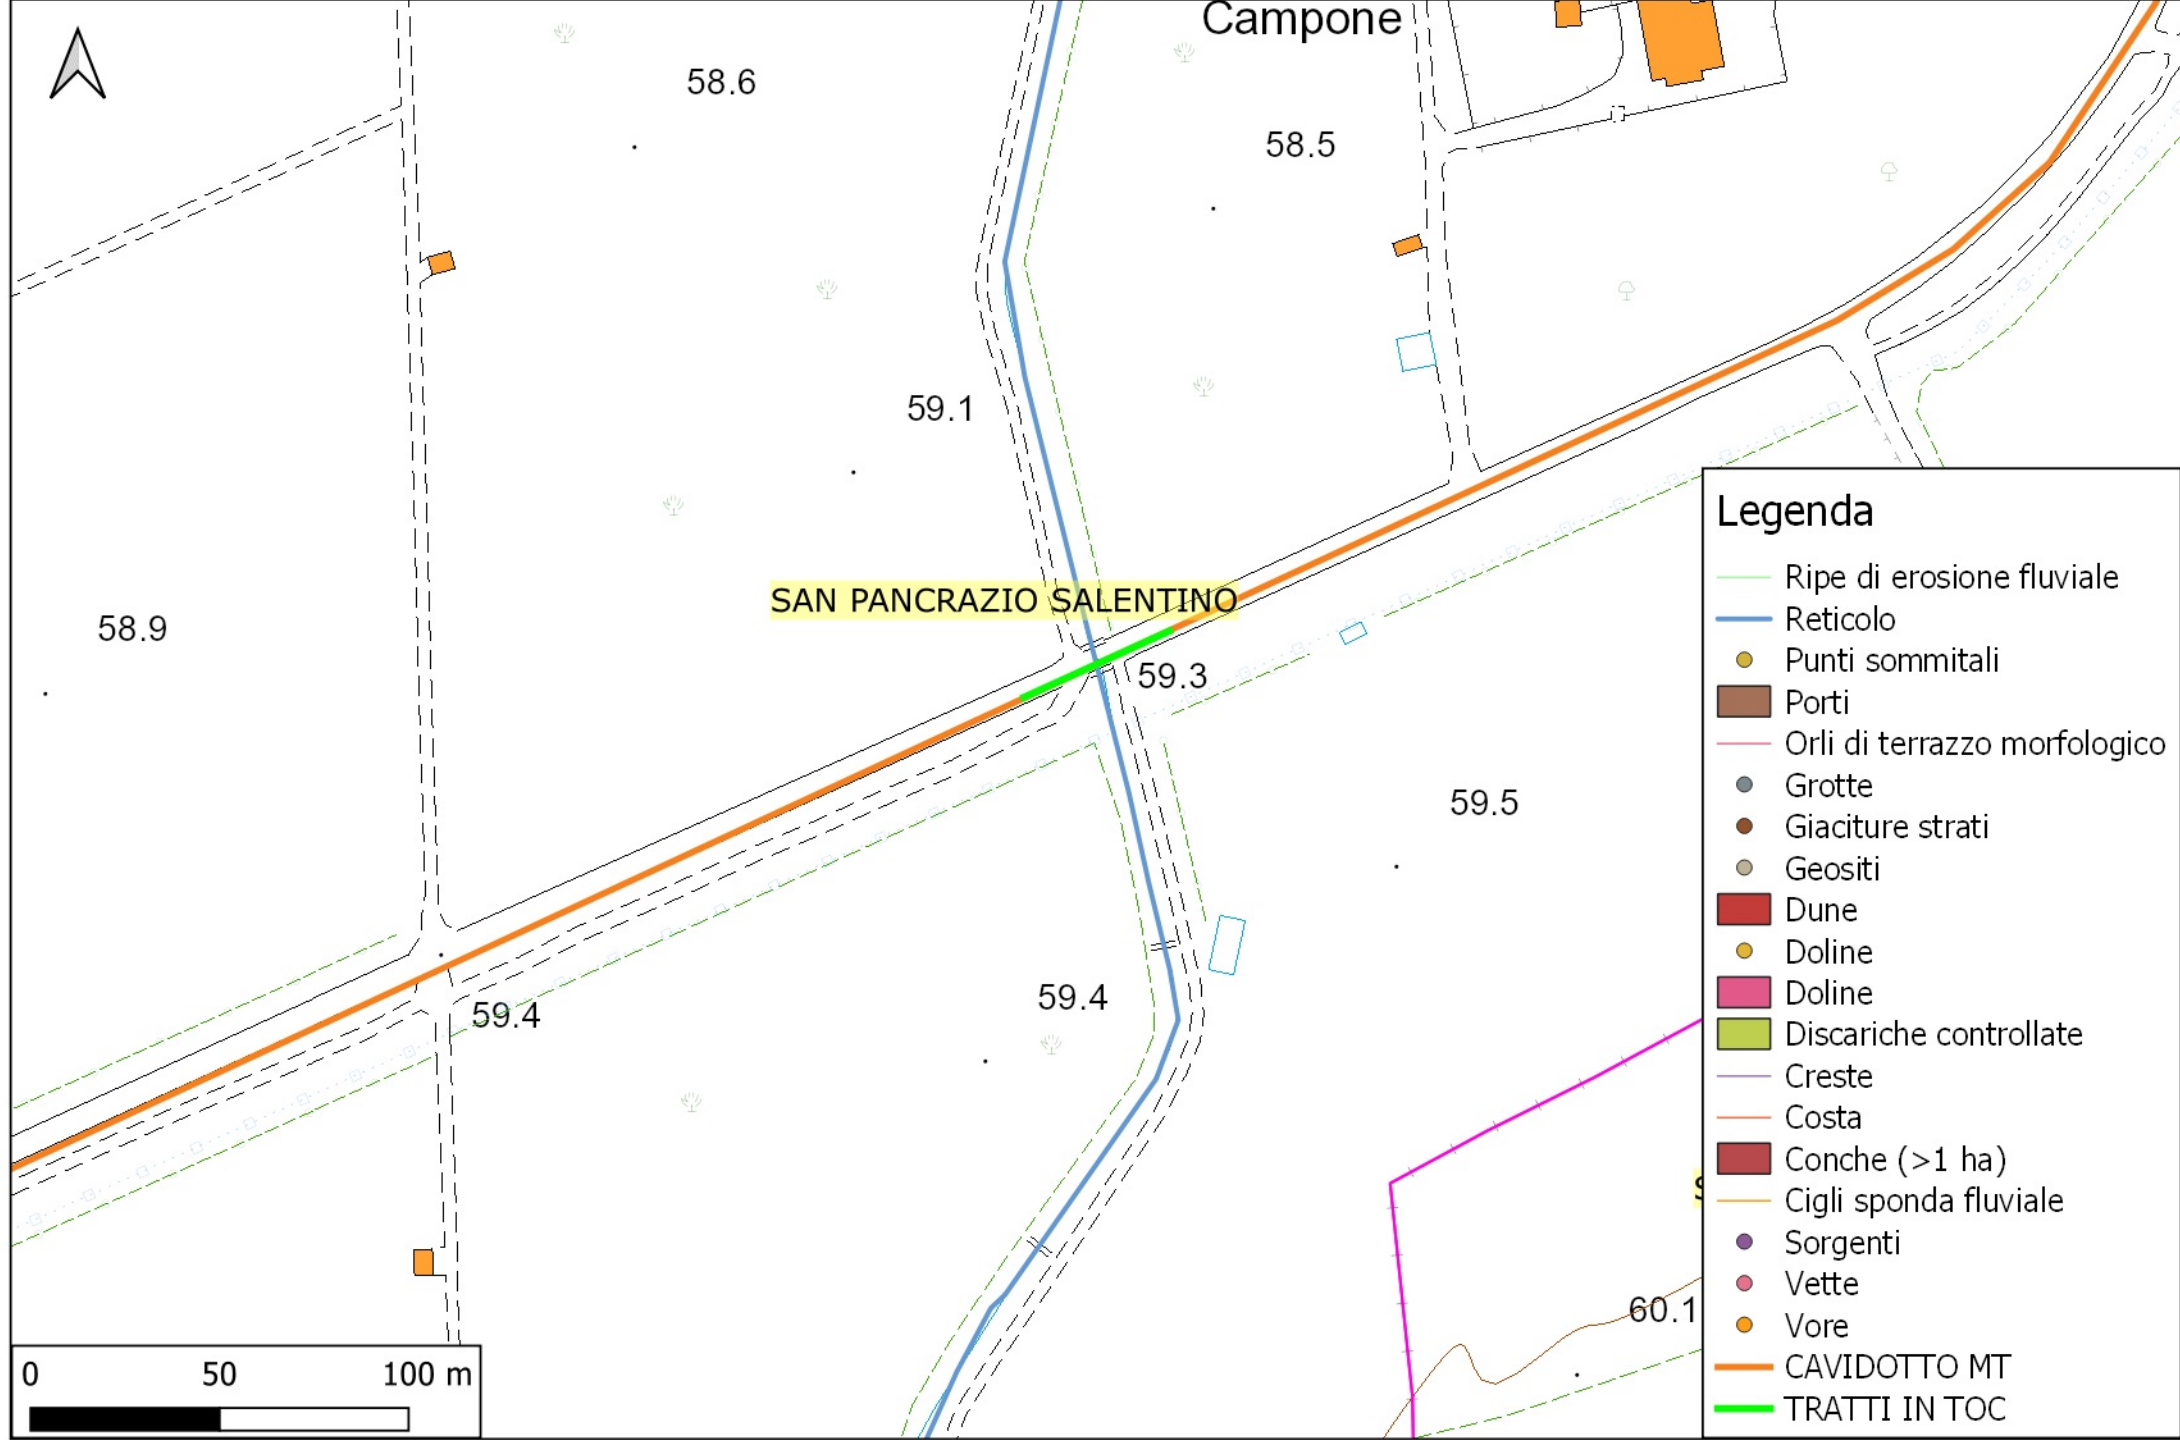 Campone
58.6
58.5
59.1
SAN PANCRAZIO SALENTINO
58.9
59.3
59.5
59.4
59.4
60.1
0 50 100 m
Legenda
Ripe di erosione fluviale
Reticolo
Punti sommitali
Porti
Orli di terrazzo morfologico
Grotte
Giaciture strati
Geositi
Dune
Doline
Doline
Discariche controllate
Creste
Costa
Conche (>1 ha)
Cigli sponda fluviale
Sorgenti
Vette
Vore
CAVIDOTTO MT
TRATTI IN TOC